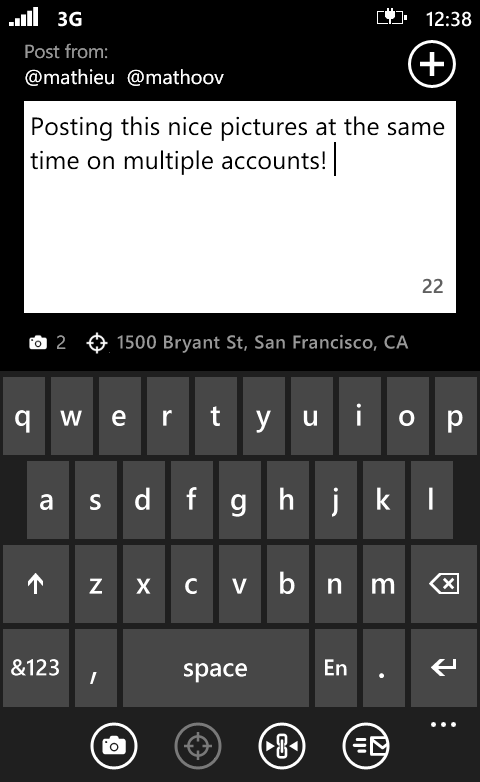 3G 12:38
Post from:
@mathieu @mathoov
Posting this nice pictures at the same
time on multiple accounts!
22
2 1500 Bryant St, San Francisco, CA
q w e r t y u i o p
a s d f g h j k l
z x c v b n m
&123 , space En .